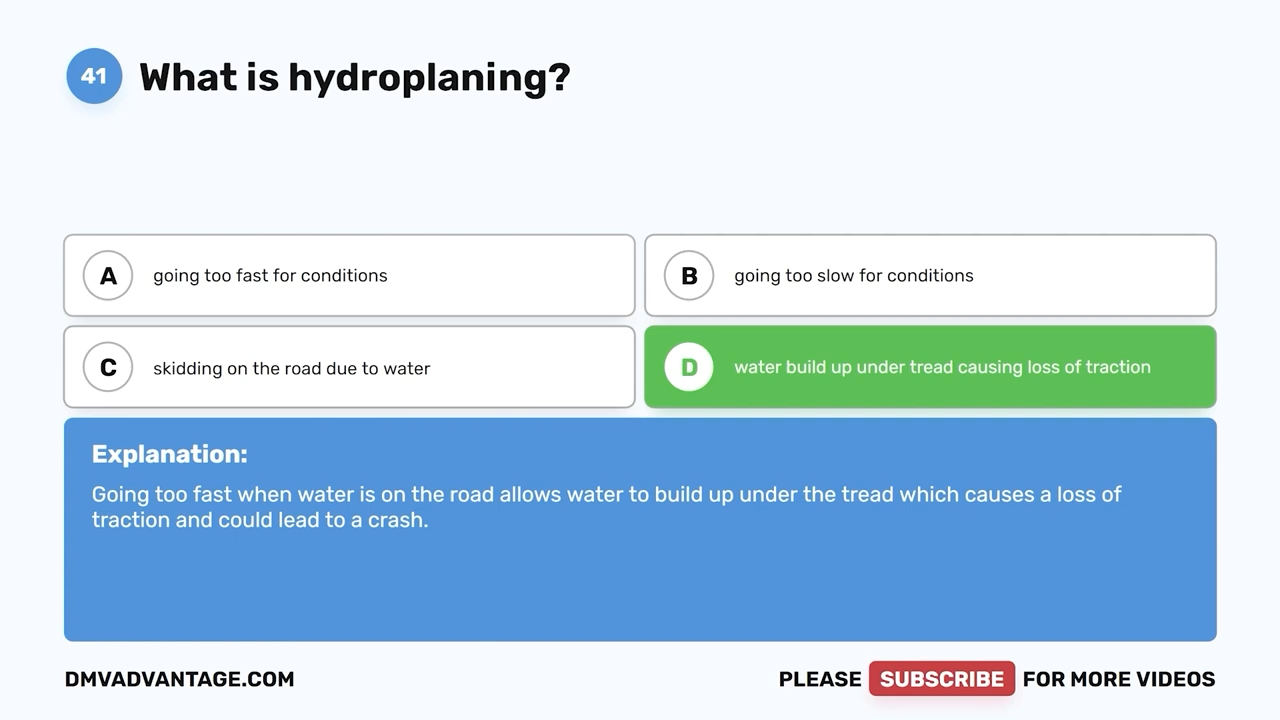 41 What is hydroplaning?
A going too fast for conditions
B going too slow for conditions
C skidding on the road due to water
D water build up under tread causing loss of traction
Explanation:
Going too fast when water is on the road allows water to build up under the tread which causes a loss of
traction and could lead to a crash.
DMVADVANTAGE.COM
PLEASE SUBSCRIBE FOR MORE VIDEOS